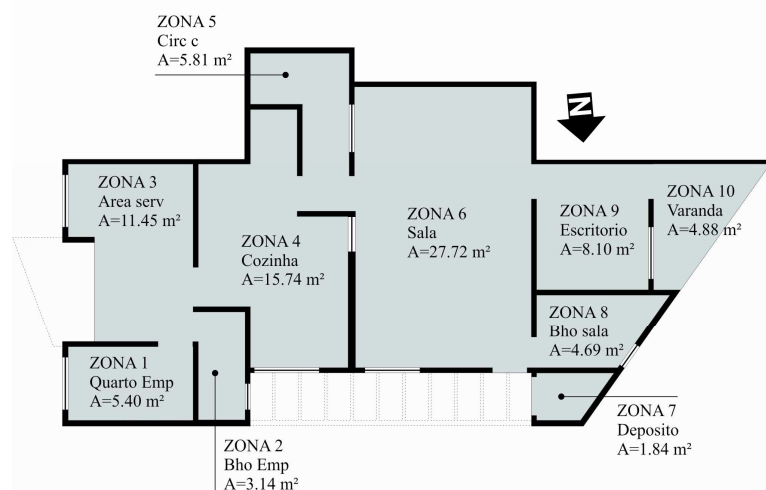 ZONA 5
Circ c
A=5.81 m²
N
ZONA 3
Area serv
A=11.45 m²
ZONA 4
Cozinha
A=15.74 m²
ZONA 6
Sala
A=27.72 m²
ZONA 9
Escritorio
A=8.10 m²
ZONA 10
Varanda
A=4.88 m²
ZONA 8
Bho sala
A=4.69 m²
ZONA 1
Quarto Emp
A=5.40 m²
ZONA 7
Deposito
A=1.84 m²
ZONA 2
Bho Emp
A=3.14 m²